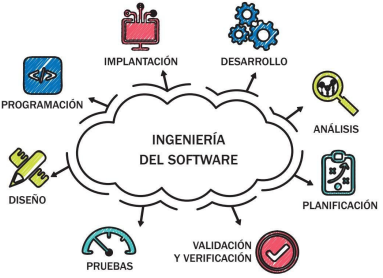 IMPLANTACIÓN
DESARROLLO
PROGRAMACIÓN
ANÁLISIS
INGENIERÍA
DEL SOFTWARE
DISEÑO
PLANIFICACIÓN
PRUEBAS
VALIDACIÓN
Y VERIFICACIÓN